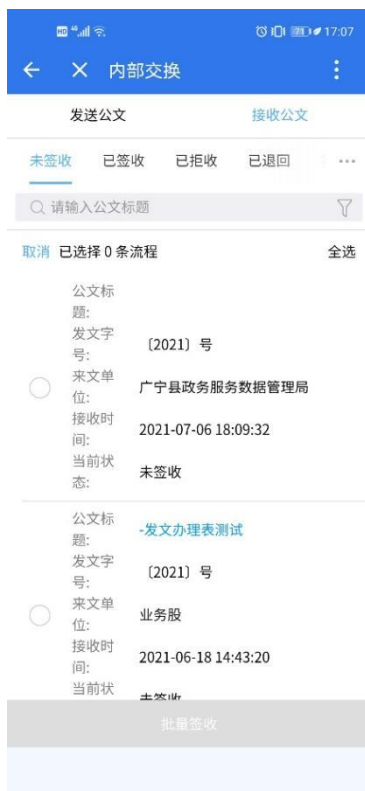 HD 4G 17:07
内部交换
发送公文 接收公文
未签收 已签收 已拒收 已退回 ...
请输入公文标题
取消 已选择 0 条流程 全选
公文标
题:
发文字
号: 〔2021〕号
来文单
位: 广宁县政务服务数据管理局
接收时
间: 2021-07-06 18:09:32
当前状
态: 未签收
公文标
题: -发文办理表测试
发文字
号: 〔2021〕号
来文单
位: 业务股
接收时
间: 2021-06-18 14:43:20
当前状
未签收
批量签收